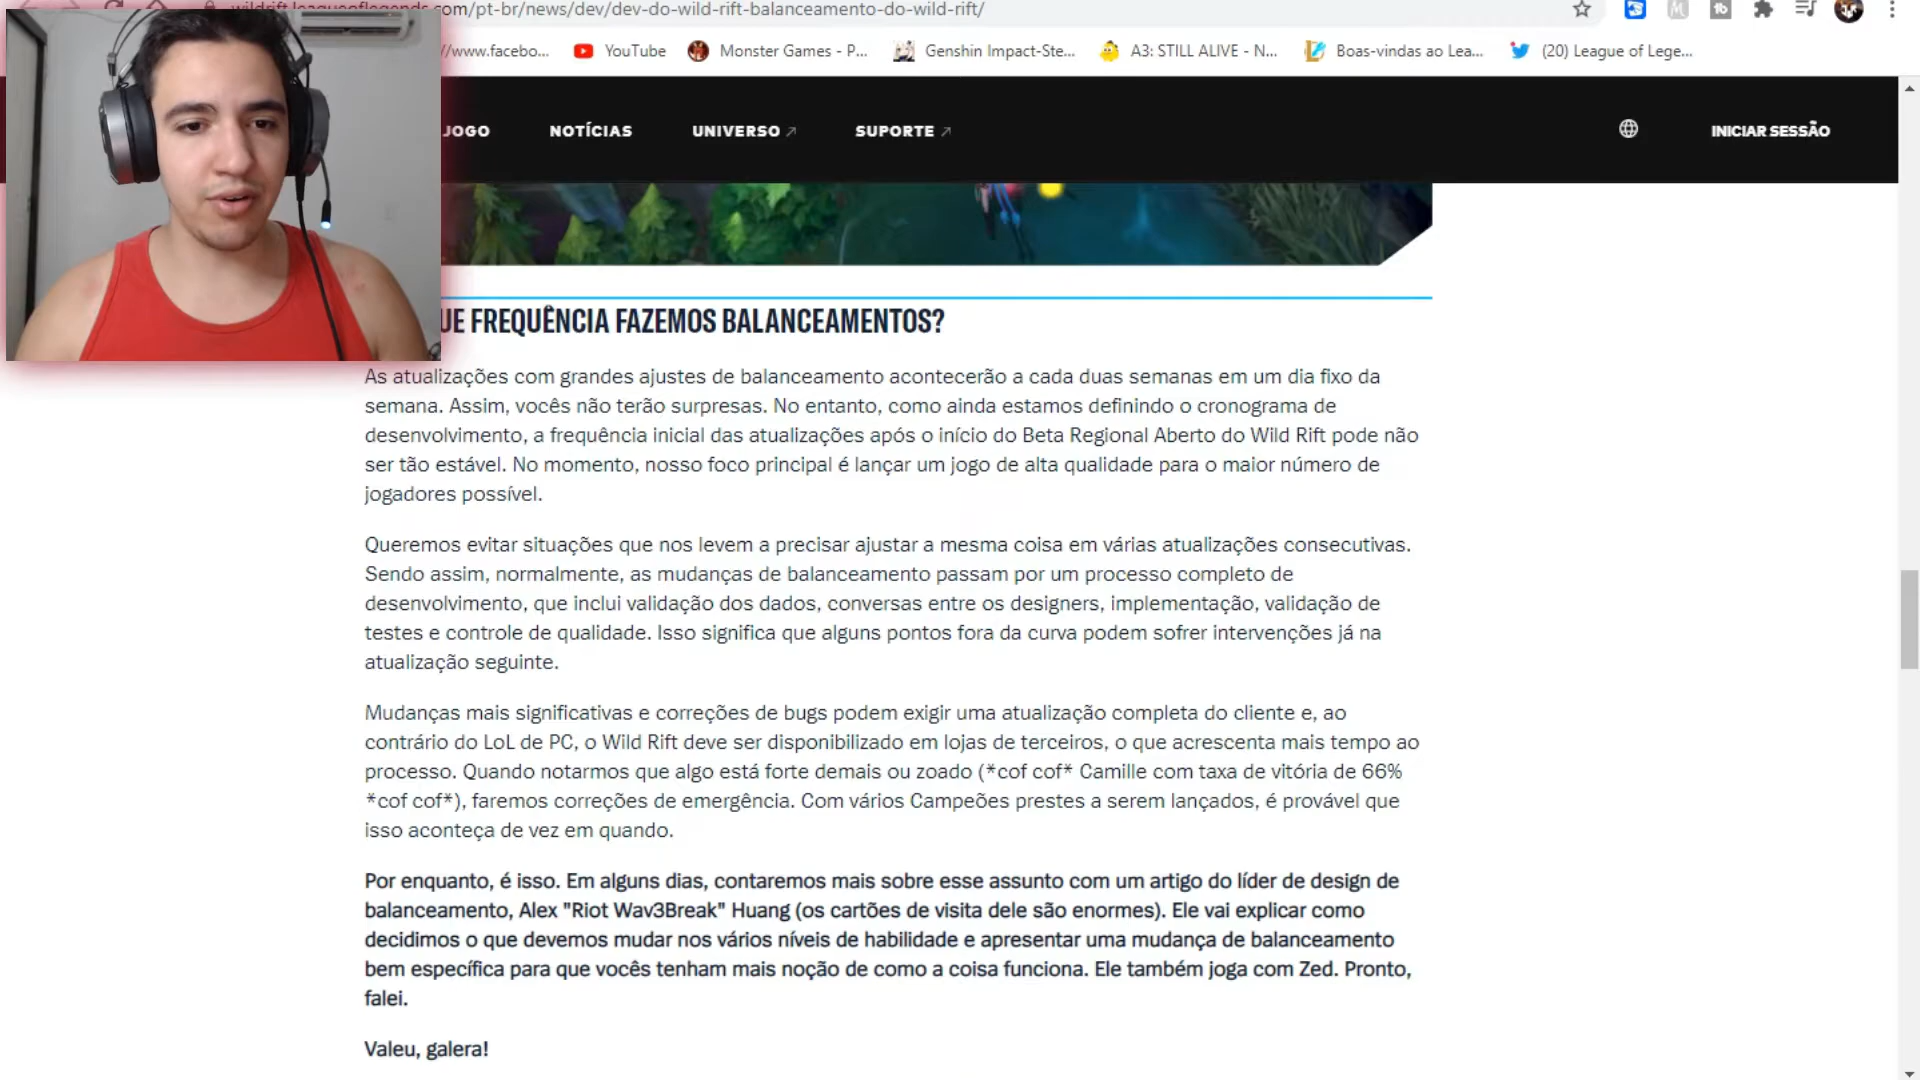 wildrift.leagueoflegends.com/pt-br/news/dev/dev-do-wild-rift-balanceamento-do-wild-rift/
//www.facebo... YouTube Monster Games - P... Genshin Impact-Ste... A3: STILL ALIVE - N... Boas-vindas ao Lea... (20) League of Lege...
JOGO NOTÍCIAS UNIVERSO ↗ SUPORTE ↗ INICIAR SESSÃO
UE FREQUÊNCIA FAZEMOS BALANCEAMENTOS?
As atualizações com grandes ajustes de balanceamento acontecerão a cada duas semanas em um dia fixo da
semana. Assim, vocês não terão surpresas. No entanto, como ainda estamos definindo o cronograma de
desenvolvimento, a frequência inicial das atualizações após o início do Beta Regional Aberto do Wild Rift pode não
ser tão estável. No momento, nosso foco principal é lançar um jogo de alta qualidade para o maior número de
jogadores possível.
Queremos evitar situações que nos levem a precisar ajustar a mesma coisa em várias atualizações consecutivas.
Sendo assim, normalmente, as mudanças de balanceamento passam por um processo completo de
desenvolvimento, que inclui validação dos dados, conversas entre os designers, implementação, validação de
testes e controle de qualidade. Isso significa que alguns pontos fora da curva podem sofrer intervenções já na
atualização seguinte.
Mudanças mais significativas e correções de bugs podem exigir uma atualização completa do cliente e, ao
contrário do LoL de PC, o Wild Rift deve ser disponibilizado em lojas de terceiros, o que acrescenta mais tempo ao
processo. Quando notarmos que algo está forte demais ou zoado (*cof cof* Camille com taxa de vitória de 66%
*cof cof*), faremos correções de emergência. Com vários Campeões prestes a serem lançados, é provável que
isso aconteça de vez em quando.
Por enquanto, é isso. Em alguns dias, contaremos mais sobre esse assunto com um artigo do líder de design de
balanceamento, Alex "Riot Wav3Break" Huang (os cartões de visita dele são enormes). Ele vai explicar como
decidimos o que devemos mudar nos vários níveis de habilidade e apresentar uma mudança de balanceamento
bem específica para que vocês tenham mais noção de como a coisa funciona. Ele também joga com Zed. Pronto,
falei.
Valeu, galera!